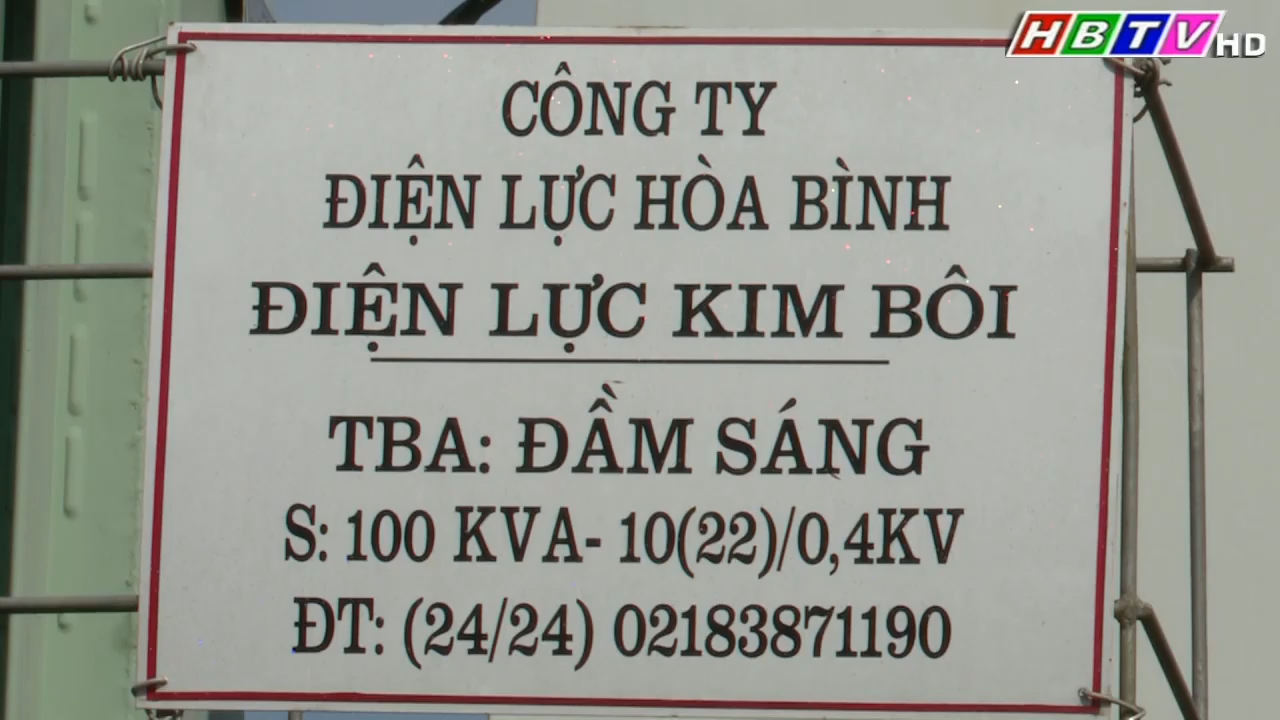 HBTV HD
CÔNG TY
ĐIỆN LỰC HÒA BÌNH
ĐIỆN LỰC KIM BÔI
TBA: ĐẦM SÁNG
S: 100 KVA- 10(22)/0,4KV
ĐT: (24/24) 02183871190